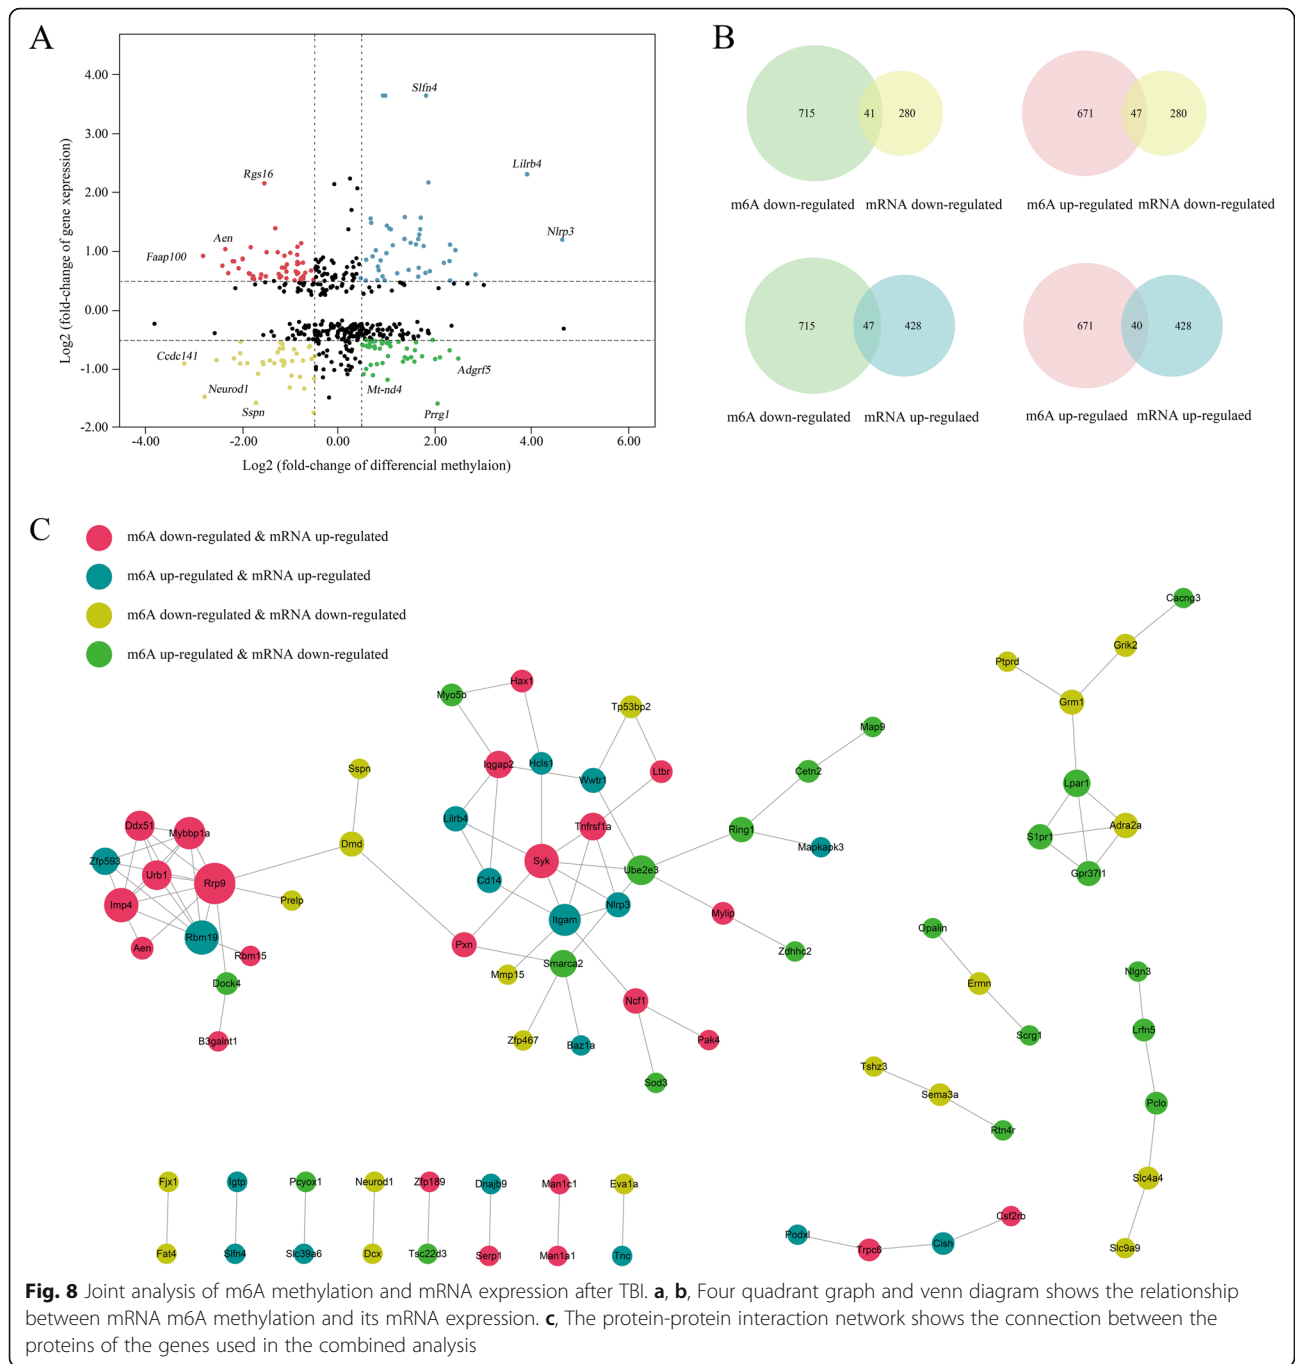 A
Log2 (fold-change of gene xepression)
4.00
3.00
2.00
1.00
0.00
-1.00
-2.00
-4.00
-2.00
0.00
2.00
4.00
6.00
Log2 (fold-change of differencial methylaion)
Slfn4
Lilrb4
Rgs16
Nlrp3
Aen
Faap100
Ccdc141
Neurod1
Sspn
Mt-nd4
Adgrf5
Prrg1
B
715
41
280
m6A down-regulated
mRNA down-regulated
671
47
280
m6A up-regulated
mRNA down-regulated
715
47
428
m6A down-regulated
mRNA up-regulated
671
40
428
m6A up-regulaed
mRNA up-regulaed
C
m6A down-regulated & mRNA up-regulated
m6A up-regulated & mRNA up-regulated
m6A down-regulated & mRNA down-regulated
m6A up-regulated & mRNA down-regulated
Cacng3
Grik2
Ptprd
Grm1
Lpar1
S1pr1
Adra2a
Gpr37l1
Myo5b
Hax1
Tp53bp2
Iqgap2
Hcls1
Wwtr1
Ltbr
Map9
Cetn2
Sspn
Dmd
Ddx51
Mybbp1a
Zfp593
Urb1
Rrp9
Imp4
Prelp
Rbm19
Aen
Rbm15
Dock4
B3galnt1
Lilrb4
Tnfrsf1a
Ring1
Mapkapk3
Syk
Ube2e3
Cd14
Nlrp3
Itgam
Mylip
Zdhhc2
Pxn
Smarca2
Mmp15
Ncf1
Zfp467
Baz1a
Pak4
Sod3
Opalin
Ermn
Scrg1
Nlgn3
Lrfn5
Pclo
Slc4a4
Slc9a9
Tshz3
Sema3a
Rtn4r
Csf2rb
Podxl
Trpc6
Cish
Fjx1
Igtp
Pcyox1
Neurod1
Zfp189
Dnajb9
Man1c1
Eva1a
Fat4
Slfn4
Slc39a6
Dcx
Tsc22d3
Serp1
Man1a1
Tnc
Fig. 8 Joint analysis of m6A methylation and mRNA expression after TBI. a, b, Four quadrant graph and venn diagram shows the relationship
between mRNA m6A methylation and its mRNA expression. c, The protein-protein interaction network shows the connection between the
proteins of the genes used in the combined analysis